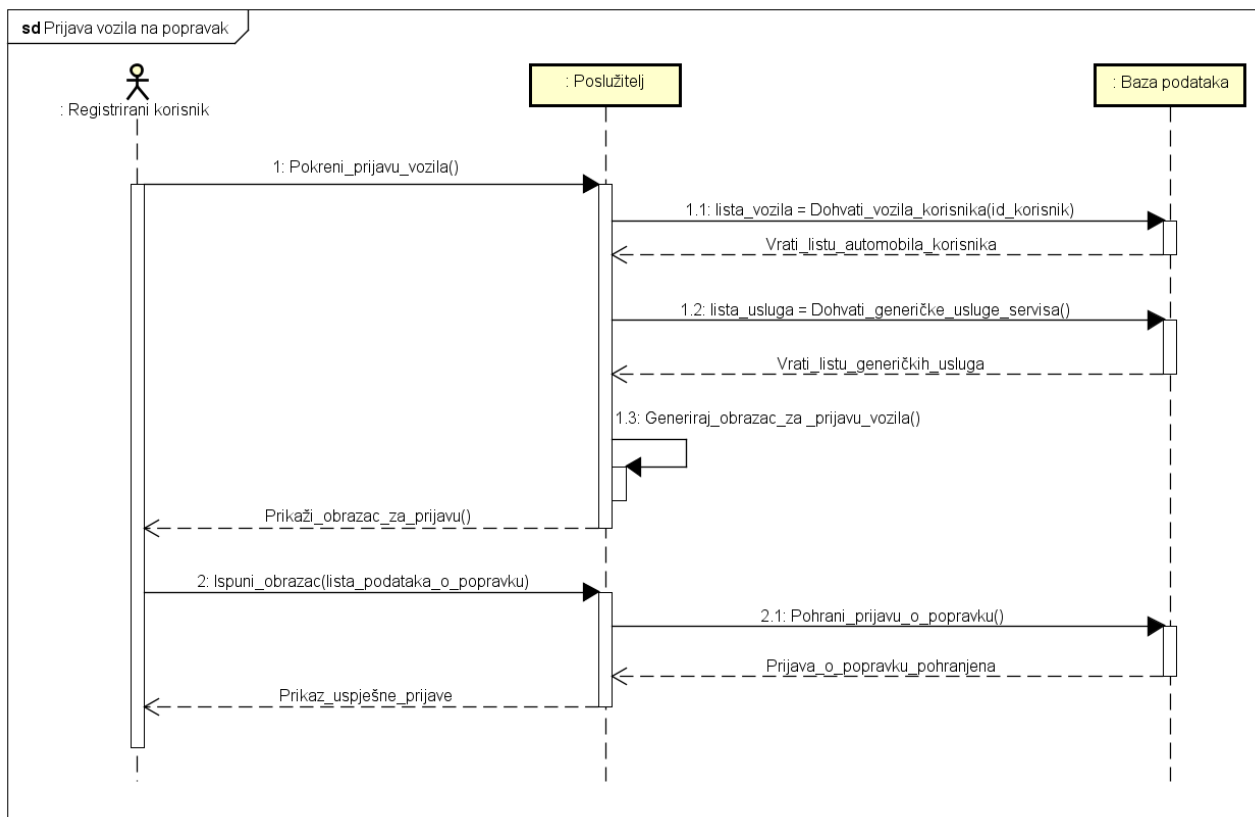 sd Prijava vozila na popravak
: Registrirani korisnik
: Poslužitelj
: Baza podataka
1: Pokreni_prijavu_vozila()
1.1: lista_vozila = Dohvati_vozila_korisnika(id_korisnik)
Vrati_listu_automobila_korisnika
1.2: lista_usluga = Dohvati_generičke_usluge_servisa()
Vrati_listu_generičkih_usluga
1.3: Generiraj_obrazac_za _prijavu_vozila()
Prikaži_obrazac_za_prijavu()
2: Ispuni_obrazac(lista_podataka_o_popravku)
2.1: Pohrani_prijavu_o_popravku()
Prijava_o_popravku_pohranjena
Prikaz_uspješne_prijave